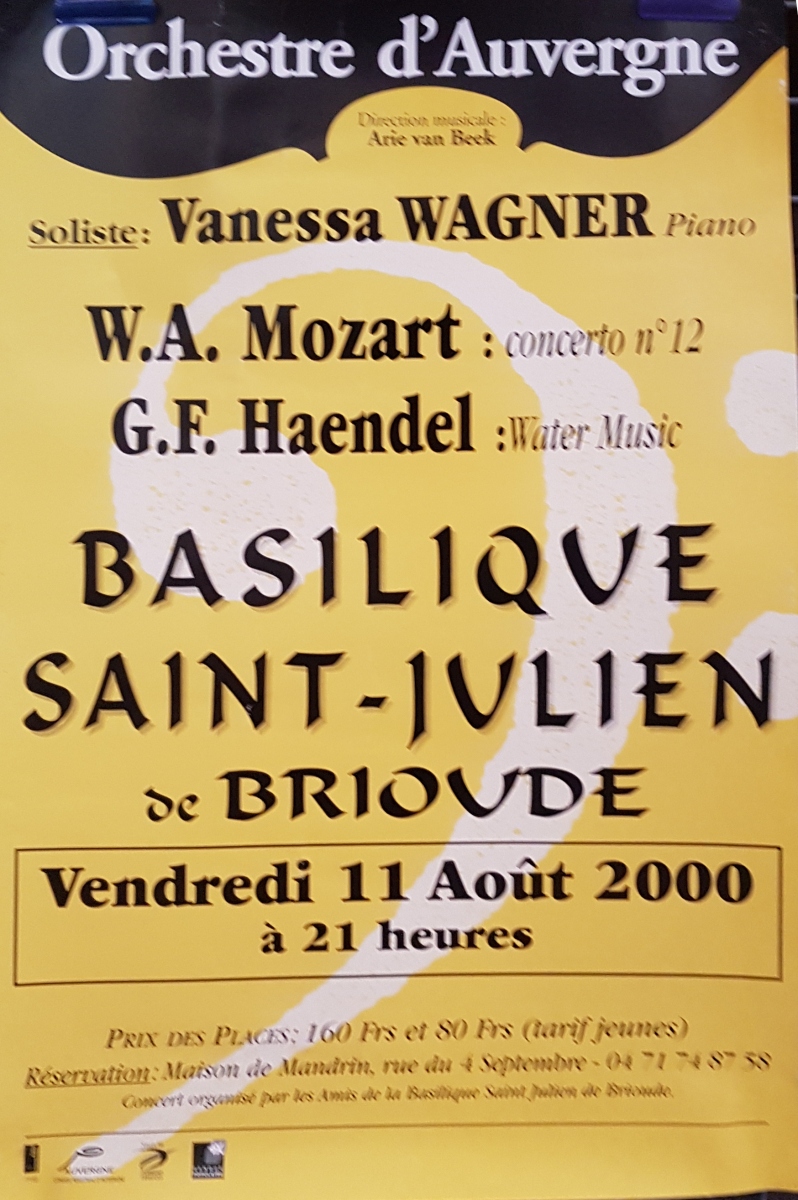 Orchestre d'Auvergne
Direction musicale :
Arie van Beek
Soliste : Vanessa WAGNER Piano
W.A. Mozart : concerto n°12
G.F. Haendel : Water Music
BASILIQUE
SAINT-JULIEN
de BRIOUDE
Vendredi 11 Août 2000
à 21 heures
PRIX DES PLACES: 160 Frs et 80 Frs (tarif jeunes)
Réservation: Maison de Mandrin, rue du 4 Septembre - 04 71 74 87 58
Concert organisé par les Amis de la Basilique Saint Julien de Brioude.